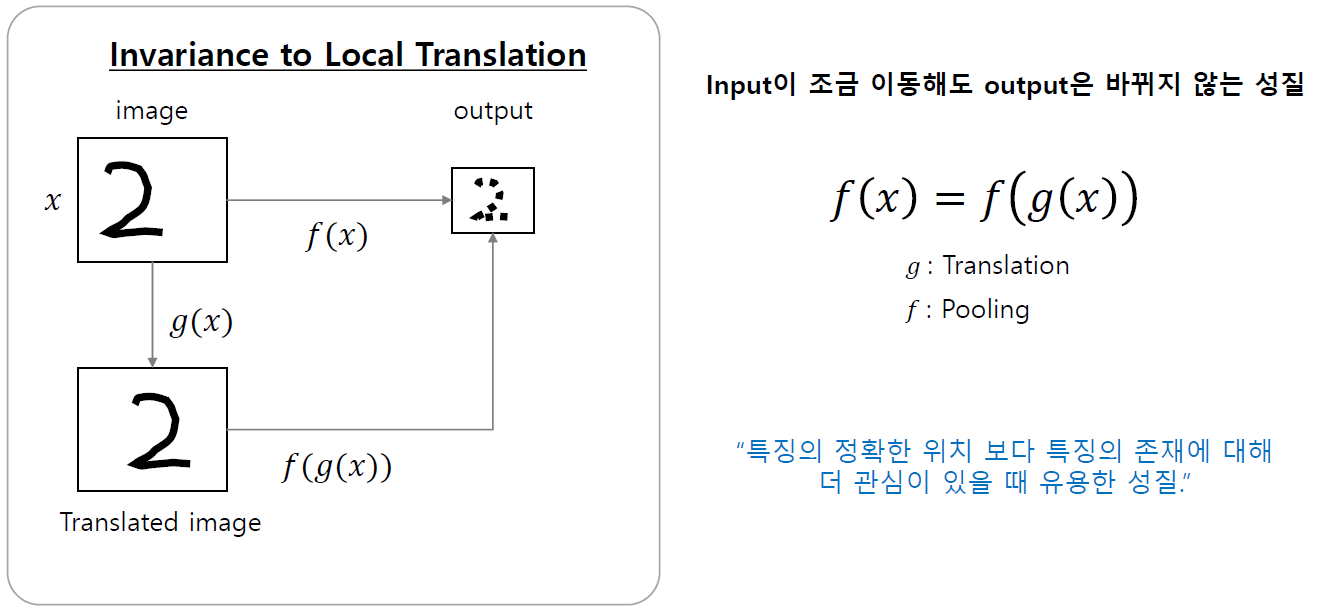 Invariance to Local Translation
image
output
x
2
2
f(x)
g(x)
2
f(g(x))
Translated image
Input이 조금 이동해도 output은 바뀌지 않는 성질
f(x) = f(g(x))
g : Translation
f : Pooling
“특징의 정확한 위치 보다 특징의 존재에 대해
더 관심이 있을 때 유용한 성질.”